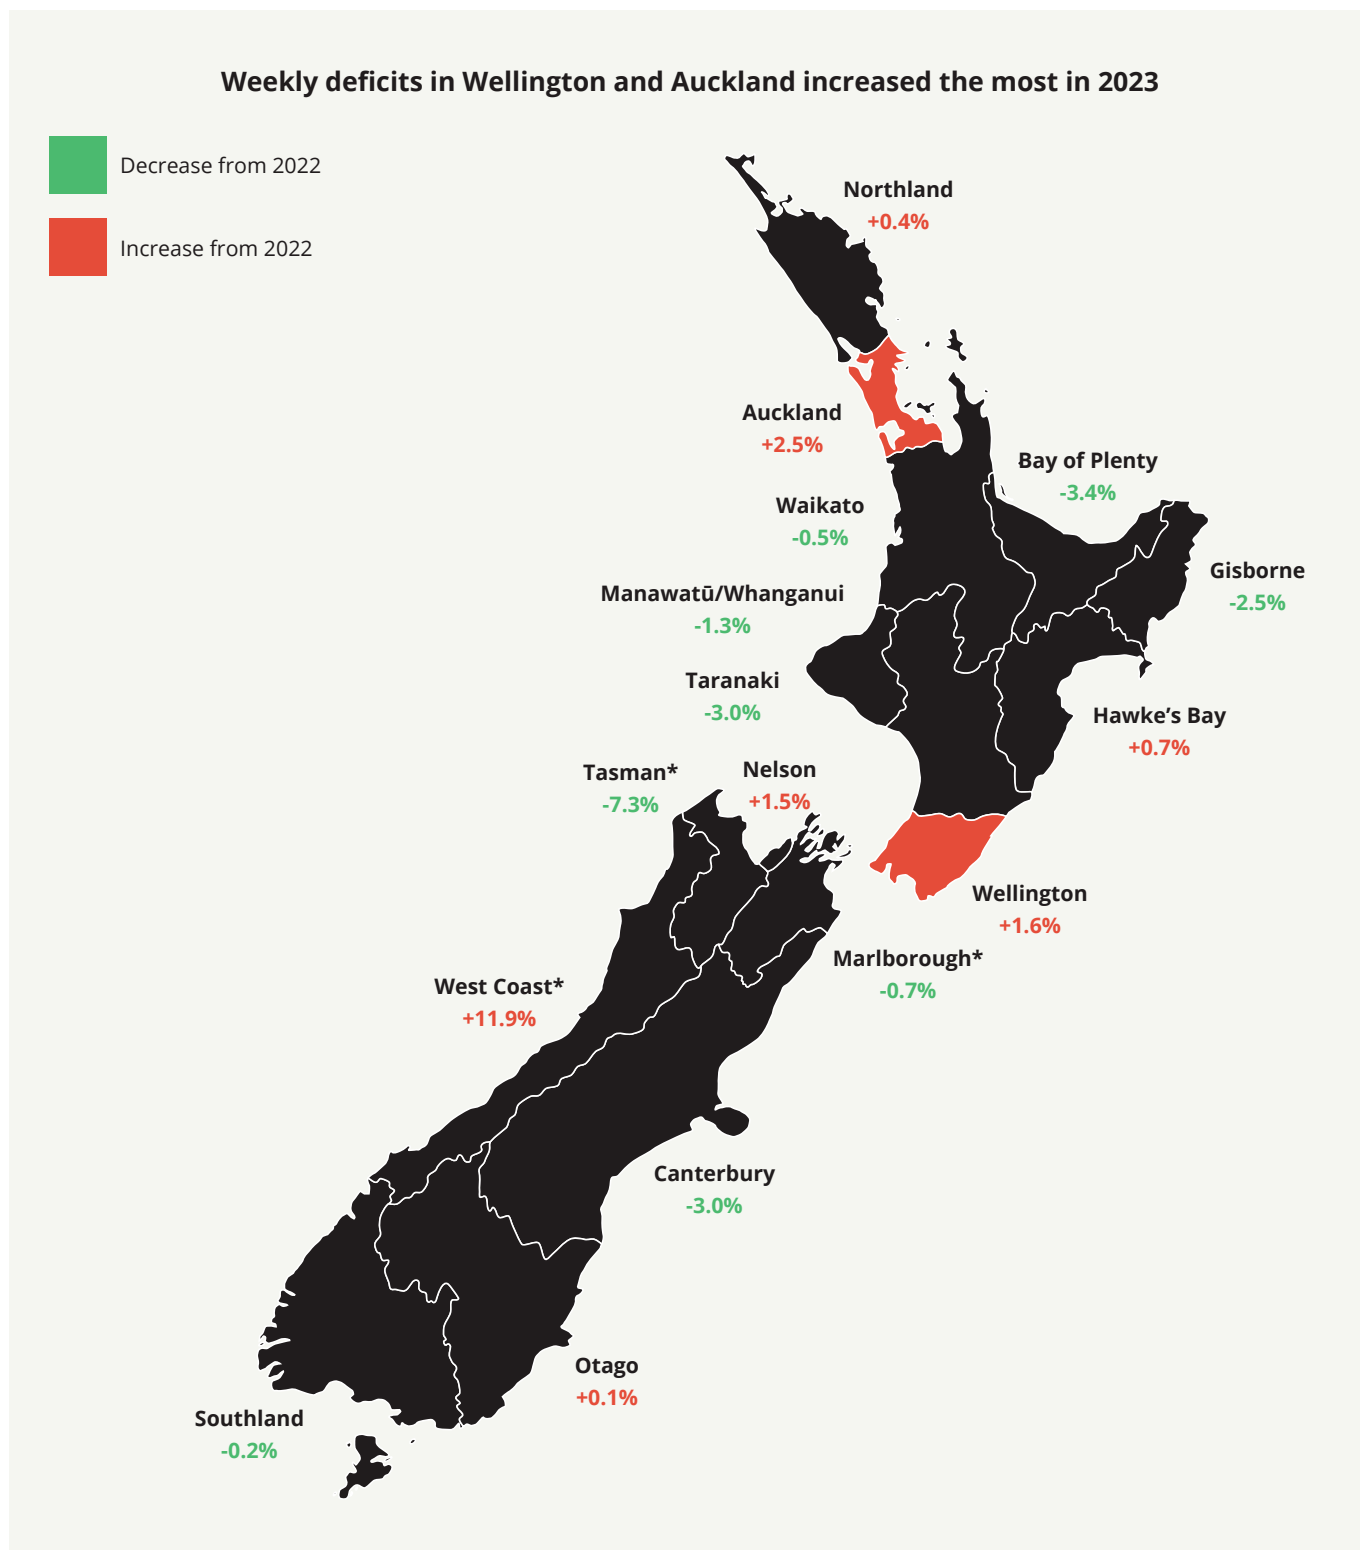 Weekly deficits in Wellington and Auckland increased the most in 2023
Decrease from 2022
Increase from 2022
Northland
+0.4%
Auckland
+2.5%
Bay of Plenty
-3.4%
Waikato
-0.5%
Gisborne
-2.5%
Manawatū/Whanganui
-1.3%
Taranaki
-3.0%
Hawke’s Bay
+0.7%
Tasman*
-7.3%
Nelson
+1.5%
Wellington
+1.6%
Marlborough*
-0.7%
West Coast*
+11.9%
Canterbury
-3.0%
Otago
+0.1%
Southland
-0.2%